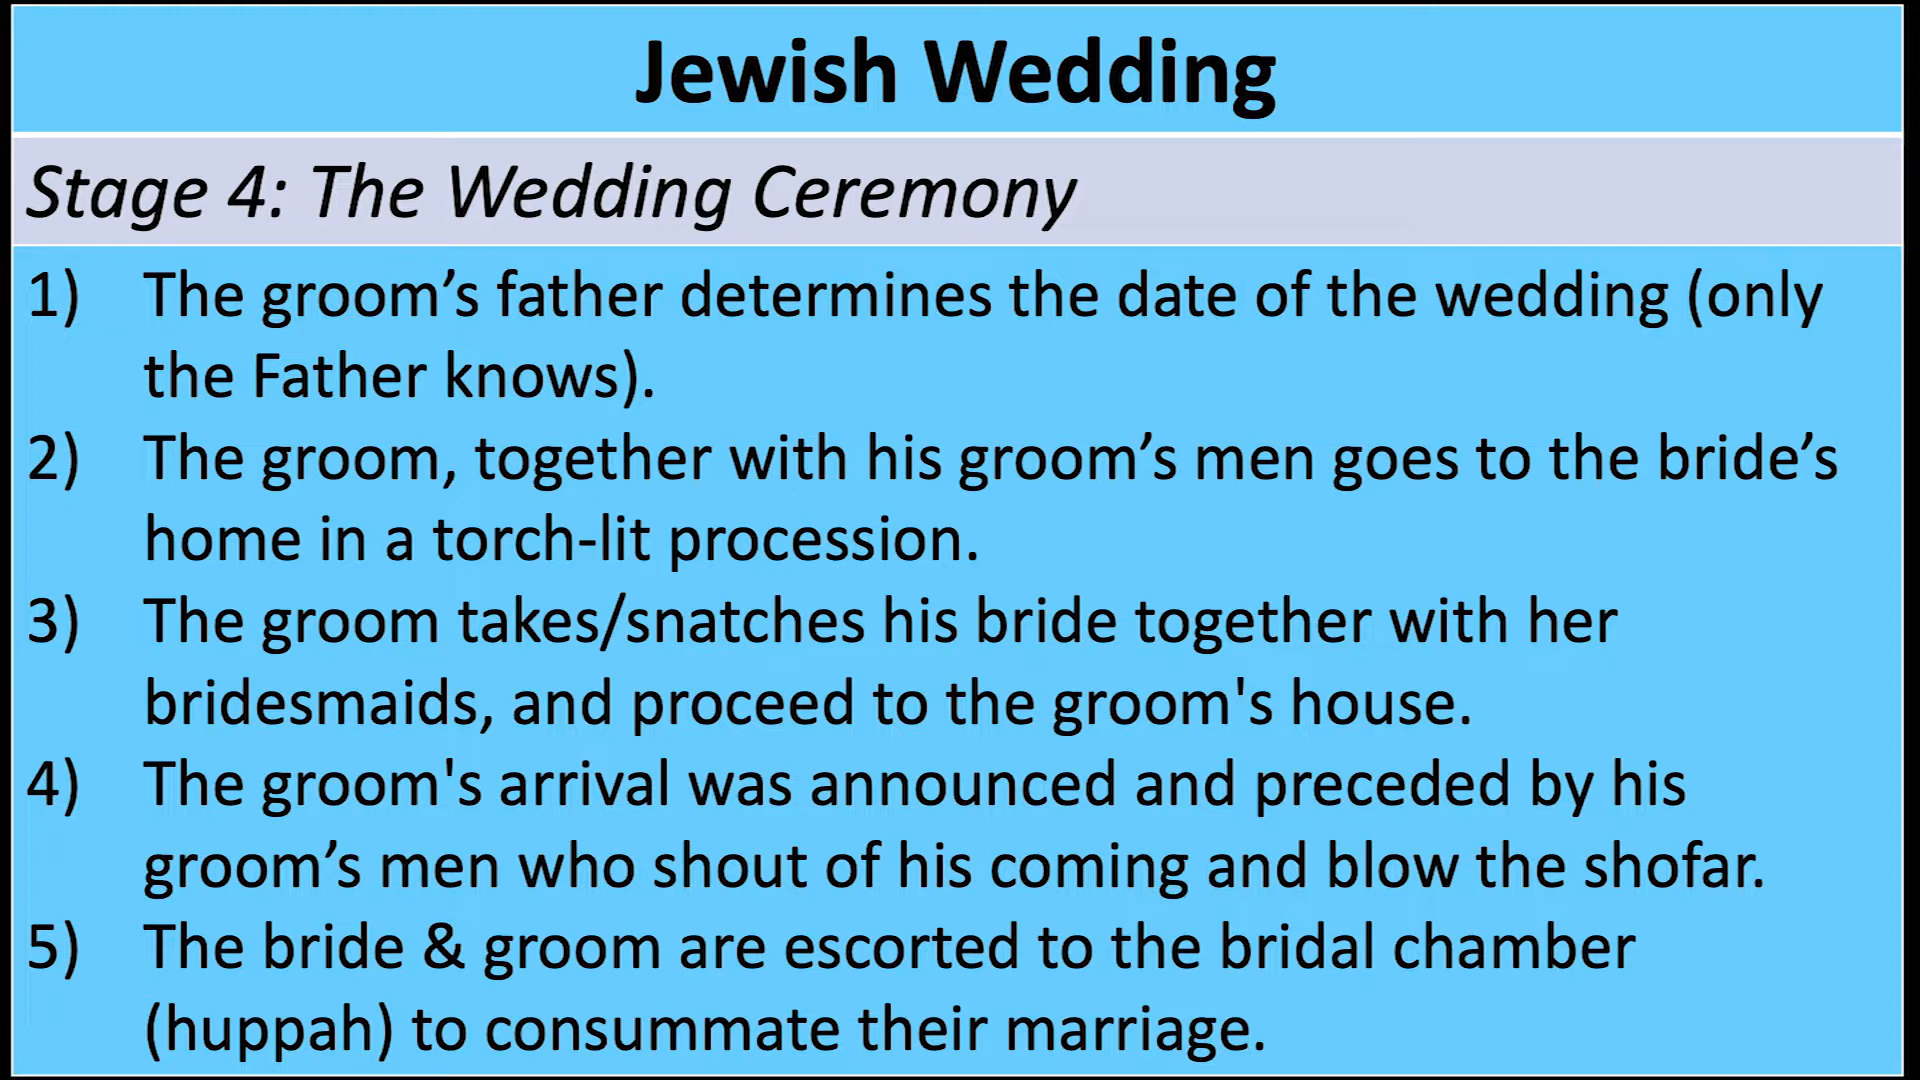 Jewish Wedding
Stage 4: The Wedding Ceremony
1) The groom’s father determines the date of the wedding (only
the Father knows).
2) The groom, together with his groom’s men goes to the bride’s
home in a torch-lit procession.
3) The groom takes/snatches his bride together with her
bridesmaids, and proceed to the groom's house.
4) The groom's arrival was announced and preceded by his
groom’s men who shout of his coming and blow the shofar.
5) The bride & groom are escorted to the bridal chamber
(huppah) to consummate their marriage.